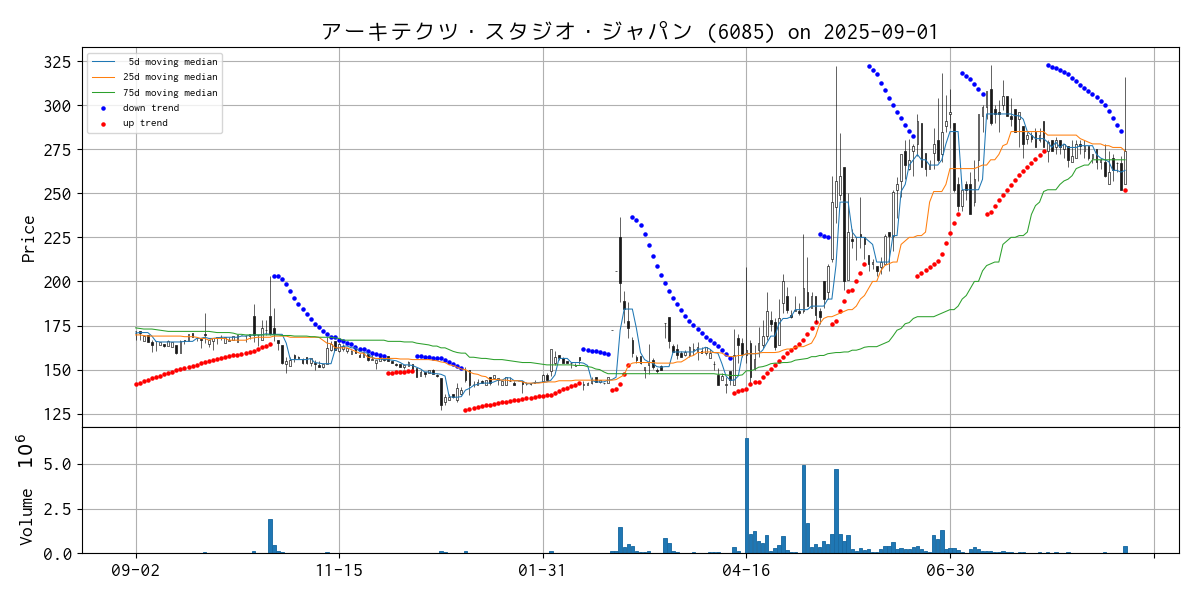 アーキテクツ・スタジオ・ジャパン (6085) on 2025-09-01
5d moving median
25d moving median
75d moving median
down trend
up trend
Price
325
300
275
250
225
200
175
150
125
Volume 10^6
5.0
2.5
0.0
09-02
11-15
01-31
04-16
06-30